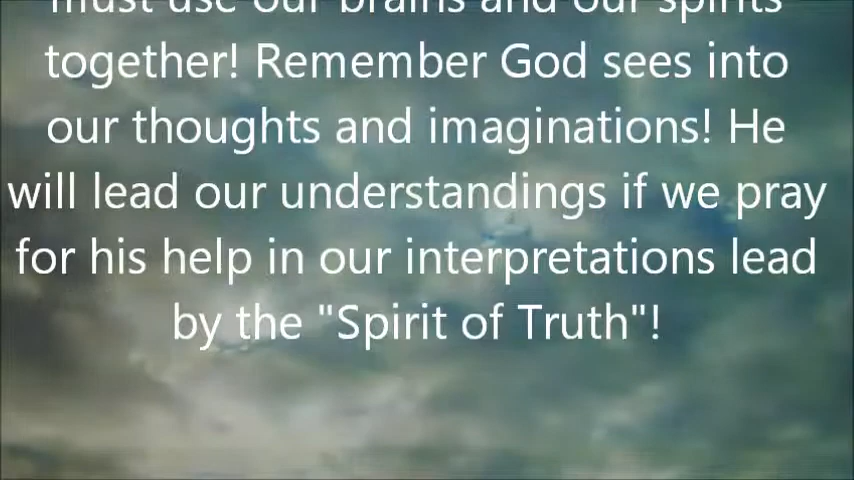 must use our brains and our spirits
together! Remember God sees into
our thoughts and imaginations! He
will lead our understandings if we pray
for his help in our interpretations lead
by the "Spirit of Truth"!